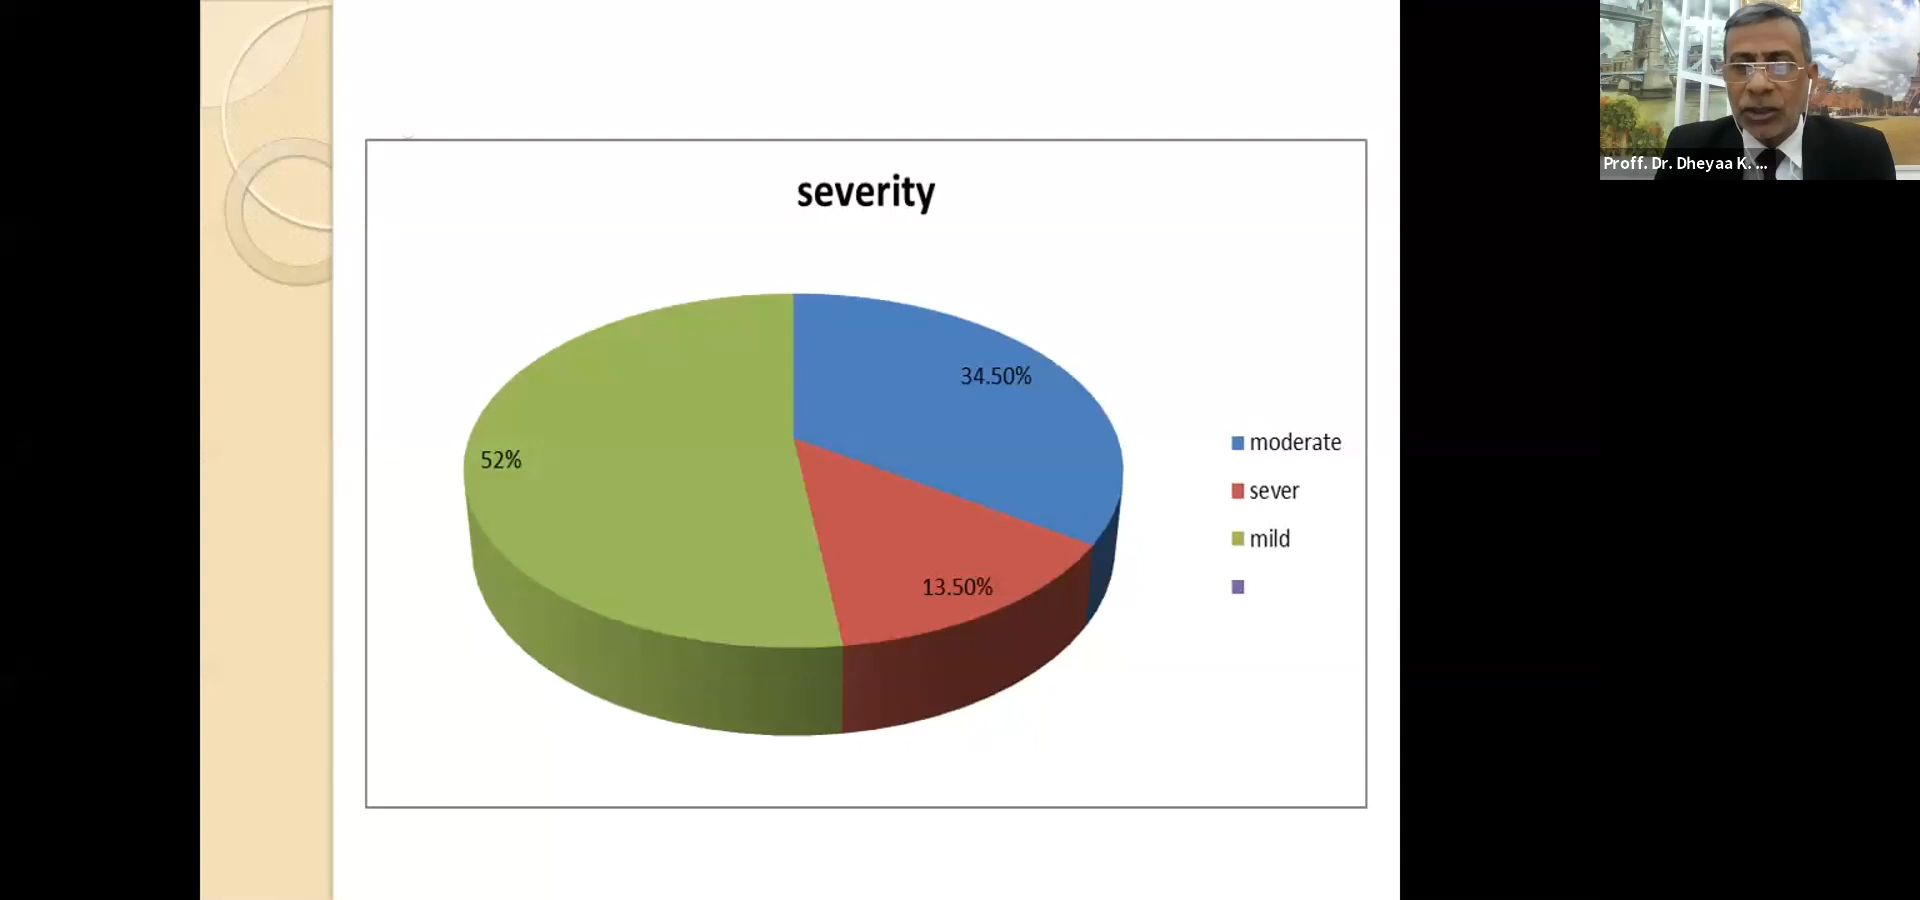 Proff. Dr. Dheyaa K. ...
severity
34.50%
52%
13.50%
moderate
sever
mild